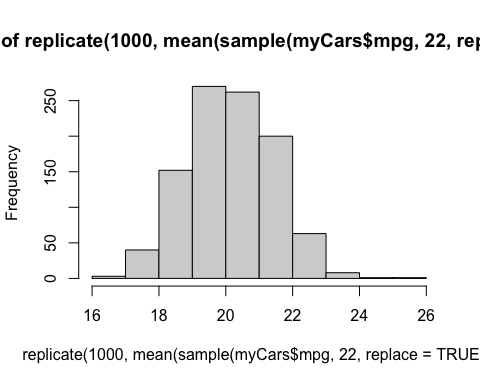 of replicate(1000, mean(sample(myCars$mpg, 22, rep
Frequency
250
150
50
0
16 18 20 22 24 26
replicate(1000, mean(sample(myCars$mpg, 22, replace = TRUE